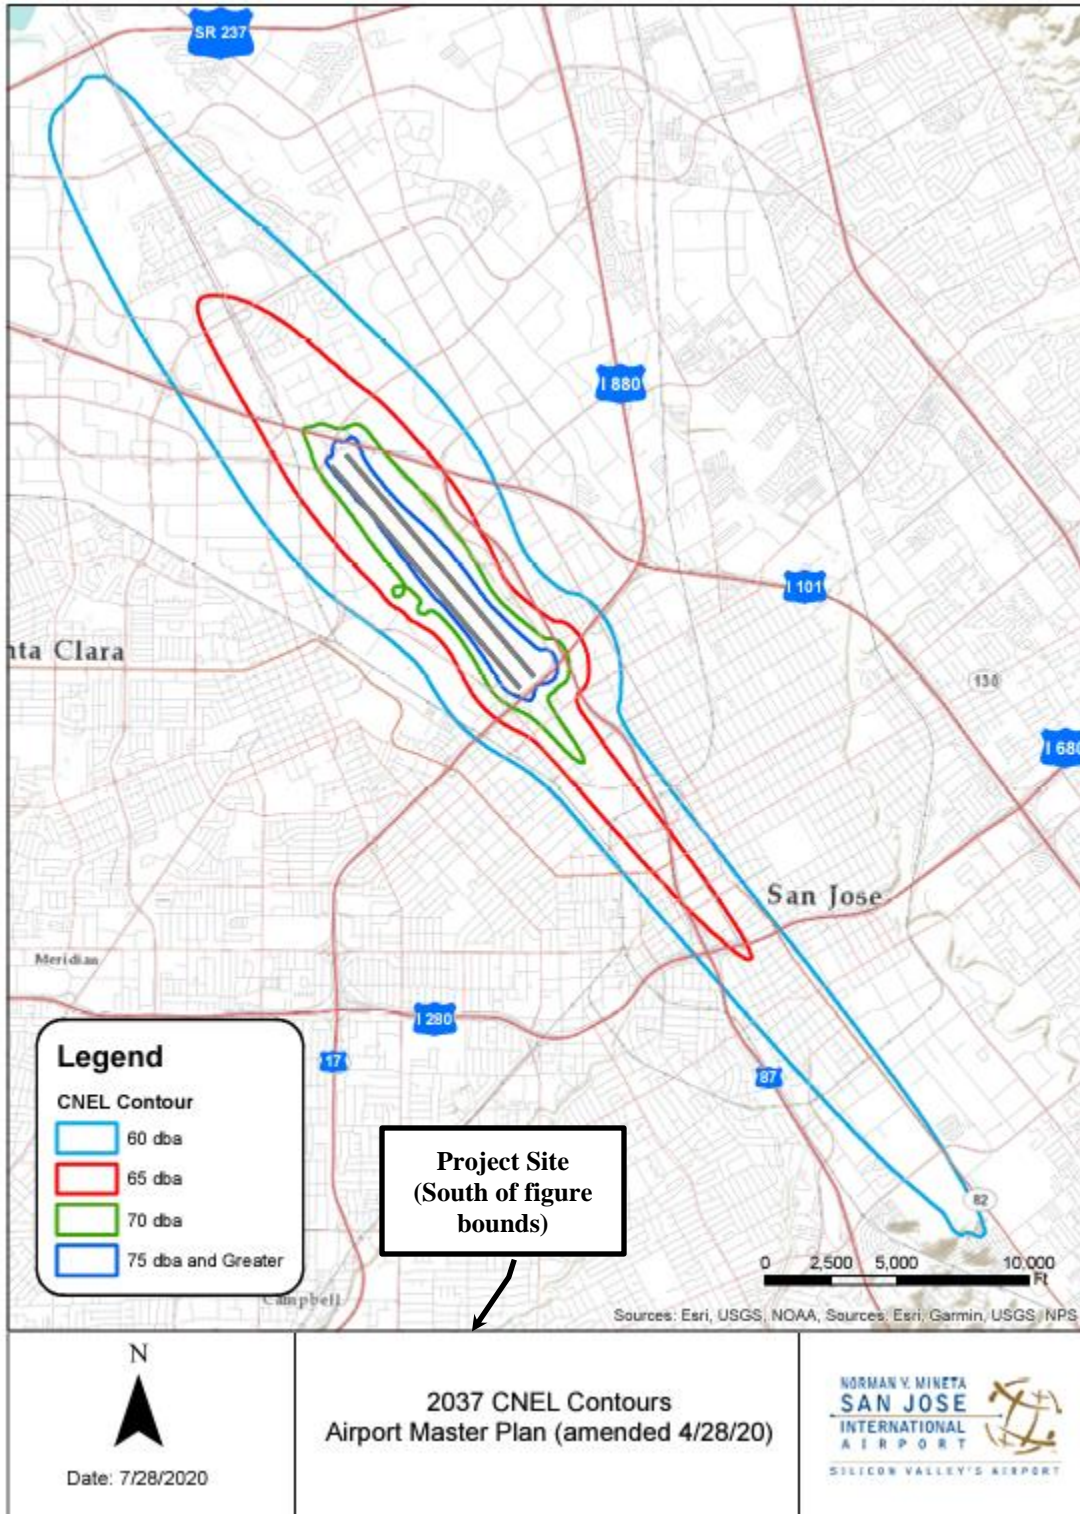 SR 237
I 880
I 101
nta Clara
130
I 680
San Jose
Meridian
I 280
17
87
Legend
CNEL Contour
60 dba
65 dba
70 dba
75 dba and Greater
Project Site
(South of figure
bounds)
82
0 2,500 5,000 10,000
Ft
Campbell
Sources: Esri, USGS, NOAA, Sources: Esri, Garmin, USGS, NPS
N
Date: 7/28/2020
2037 CNEL Contours
Airport Master Plan (amended 4/28/20)
NORMAN Y. MINETA
SAN JOSE
INTERNATIONAL
AIRPORT
SILICON VALLEY'S AIRPORT